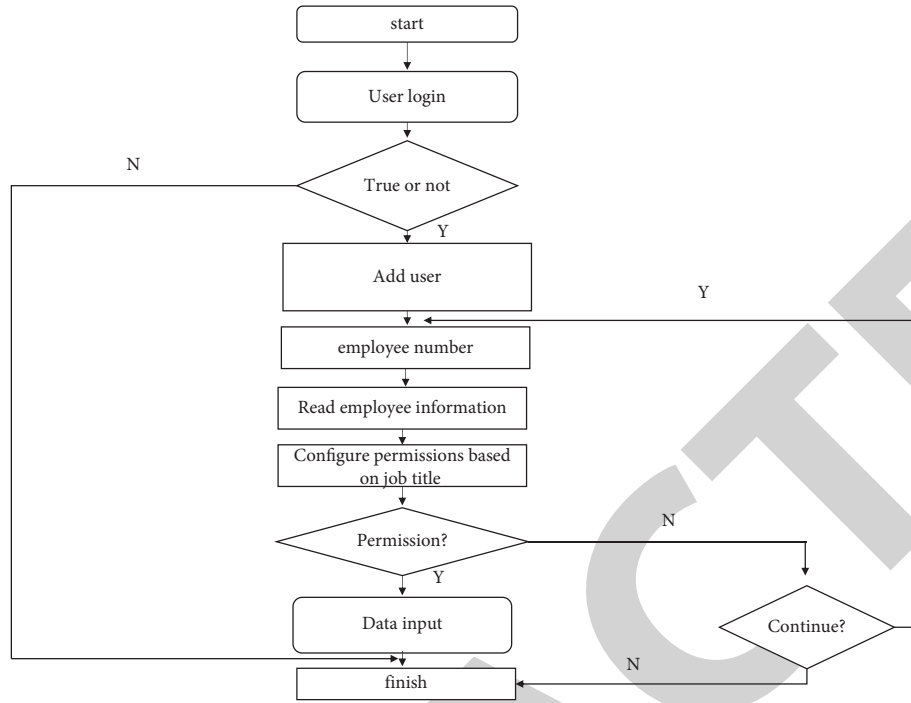 start
User login
N
True or not
Y
Add user
Y
employee number
Read employee information
Configure permissions based
on job title
N
Permission?
Y
Data input
Continue?
N
finish